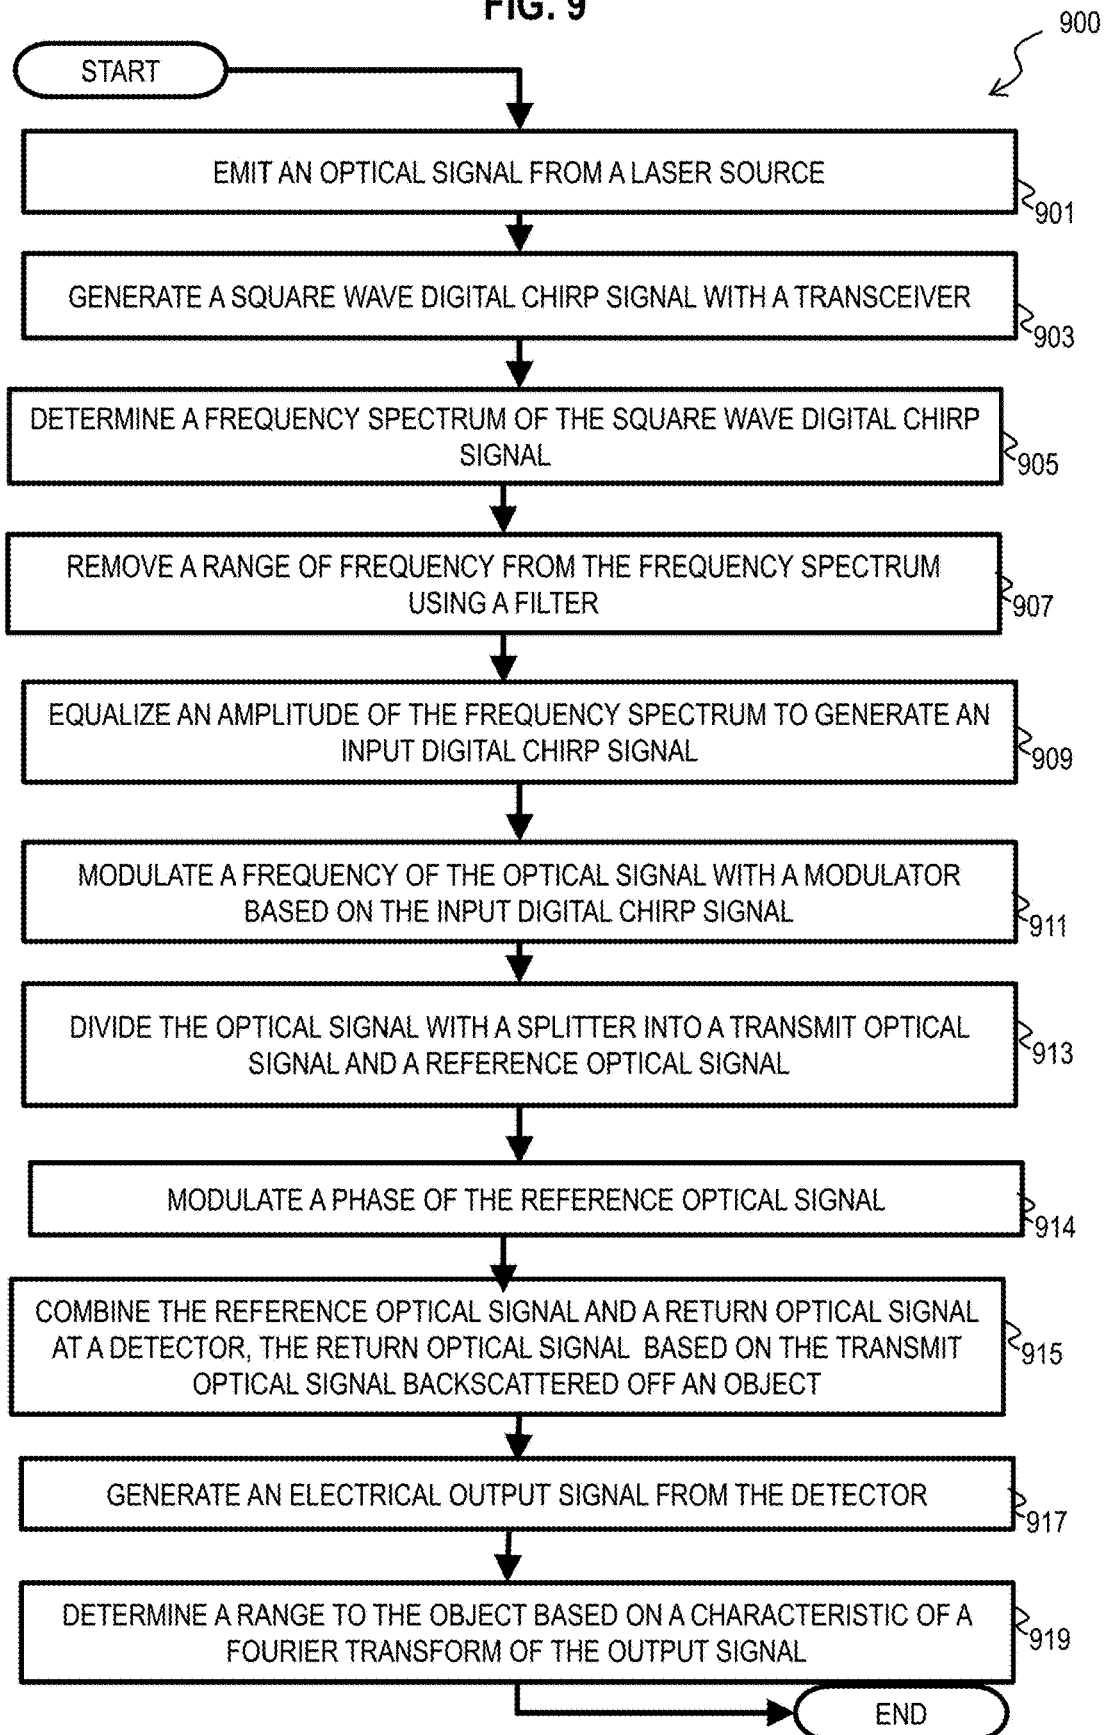 FIG. 9
900
START
EMIT AN OPTICAL SIGNAL FROM A LASER SOURCE
901
GENERATE A SQUARE WAVE DIGITAL CHIRP SIGNAL WITH A TRANSCEIVER
903
DETERMINE A FREQUENCY SPECTRUM OF THE SQUARE WAVE DIGITAL CHIRP
SIGNAL
905
REMOVE A RANGE OF FREQUENCY FROM THE FREQUENCY SPECTRUM
USING A FILTER
907
EQUALIZE AN AMPLITUDE OF THE FREQUENCY SPECTRUM TO GENERATE AN
INPUT DIGITAL CHIRP SIGNAL
909
MODULATE A FREQUENCY OF THE OPTICAL SIGNAL WITH A MODULATOR
BASED ON THE INPUT DIGITAL CHIRP SIGNAL
911
DIVIDE THE OPTICAL SIGNAL WITH A SPLITTER INTO A TRANSMIT OPTICAL
SIGNAL AND A REFERENCE OPTICAL SIGNAL
913
MODULATE A PHASE OF THE REFERENCE OPTICAL SIGNAL
914
COMBINE THE REFERENCE OPTICAL SIGNAL AND A RETURN OPTICAL SIGNAL
AT A DETECTOR, THE RETURN OPTICAL SIGNAL BASED ON THE TRANSMIT
OPTICAL SIGNAL BACKSCATTERED OFF AN OBJECT
915
GENERATE AN ELECTRICAL OUTPUT SIGNAL FROM THE DETECTOR
917
DETERMINE A RANGE TO THE OBJECT BASED ON A CHARACTERISTIC OF A
FOURIER TRANSFORM OF THE OUTPUT SIGNAL
919
END